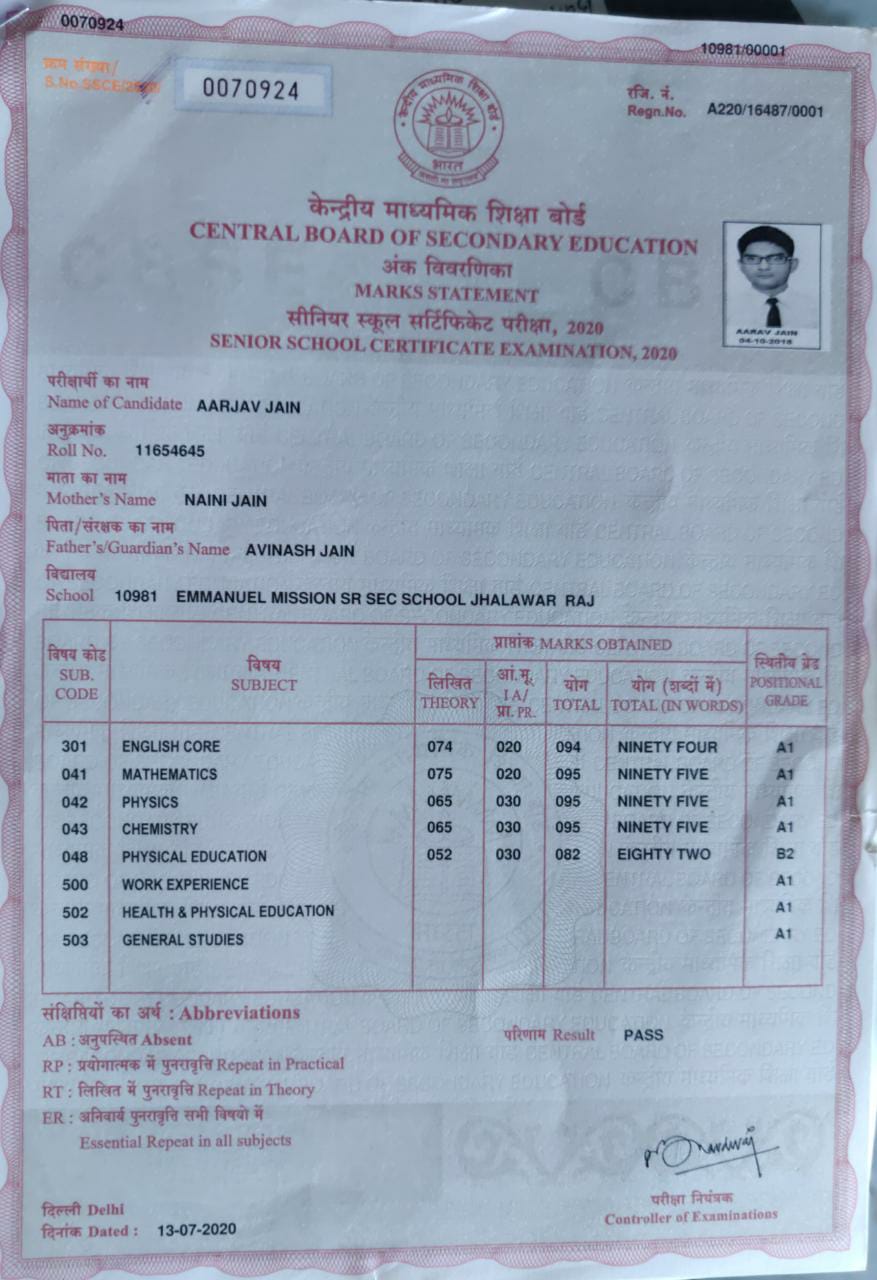 0070924
10981/00001
क्रम संख्या/
S.No.SSCE/
0070924
रजि. नं.
Regn.No. A220/16487/0001
केन्द्रीय माध्यमिक शिक्षा बोर्ड
भारत
केन्द्रीय माध्यमिक शिक्षा बोर्ड
CENTRAL BOARD OF SECONDARY EDUCATION
अंक विवरणिका
MARKS STATEMENT
सीनियर स्कूल सर्टिफिकेट परीक्षा, 2020
SENIOR SCHOOL CERTIFICATE EXAMINATION, 2020
AARAV JAIN
04-10-2018
परीक्षार्थी का नाम
Name of Candidate AARJAV JAIN
अनुक्रमांक
Roll No. 11654645
माता का नाम
Mother's Name NAINI JAIN
पिता/संरक्षक का नाम
Father's/Guardian's Name AVINASH JAIN
विद्यालय
School 10981 EMMANUEL MISSION SR SEC SCHOOL JHALAWAR RAJ
विषय कोड
SUB.
CODE
विषय
SUBJECT
प्राप्तांक MARKS OBTAINED
लिखित
THEORY
आं.मू.
I A/
प्रा. PR.
योग
TOTAL
योग (शब्दों में)
TOTAL (IN WORDS)
स्थितीय ग्रेड
POSITIONAL
GRADE
301 ENGLISH CORE 074 020 094 NINETY FOUR A1
041 MATHEMATICS 075 020 095 NINETY FIVE A1
042 PHYSICS 065 030 095 NINETY FIVE A1
043 CHEMISTRY 065 030 095 NINETY FIVE A1
048 PHYSICAL EDUCATION 052 030 082 EIGHTY TWO B2
500 WORK EXPERIENCE A1
502 HEALTH & PHYSICAL EDUCATION A1
503 GENERAL STUDIES A1
संक्षिप्तियों का अर्थ : Abbreviations
AB : अनुपस्थित Absent
परिणाम Result PASS
RP : प्रयोगात्मक में पुनरावृत्ति Repeat in Practical
RT : लिखित में पुनरावृत्ति Repeat in Theory
ER : अनिवार्य पुनरावृत्ति सभी विषयो में
Essential Repeat in all subjects
दिल्ली Delhi
दिनांक Dated : 13-07-2020
परीक्षा नियंत्रक
Controller of Examinations